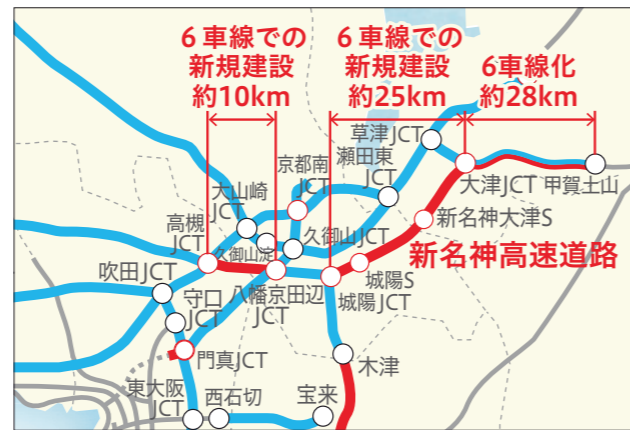 6車線での
新規建設
約10km
6車線での
新規建設
約25km
6車線化
約28km
草津JCT
瀬田東
JCT
京都南
JCT
大山崎
JCT
高槻
JCT
久御山淀
久御山JCT
大津JCT
甲賀土山
新名神大津S
新名神高速道路
吹田JCT
守口
JCT
八幡京田辺
JCT
城陽S
城陽JCT
門真JCT
木津
東大阪
JCT
西石切
宝来